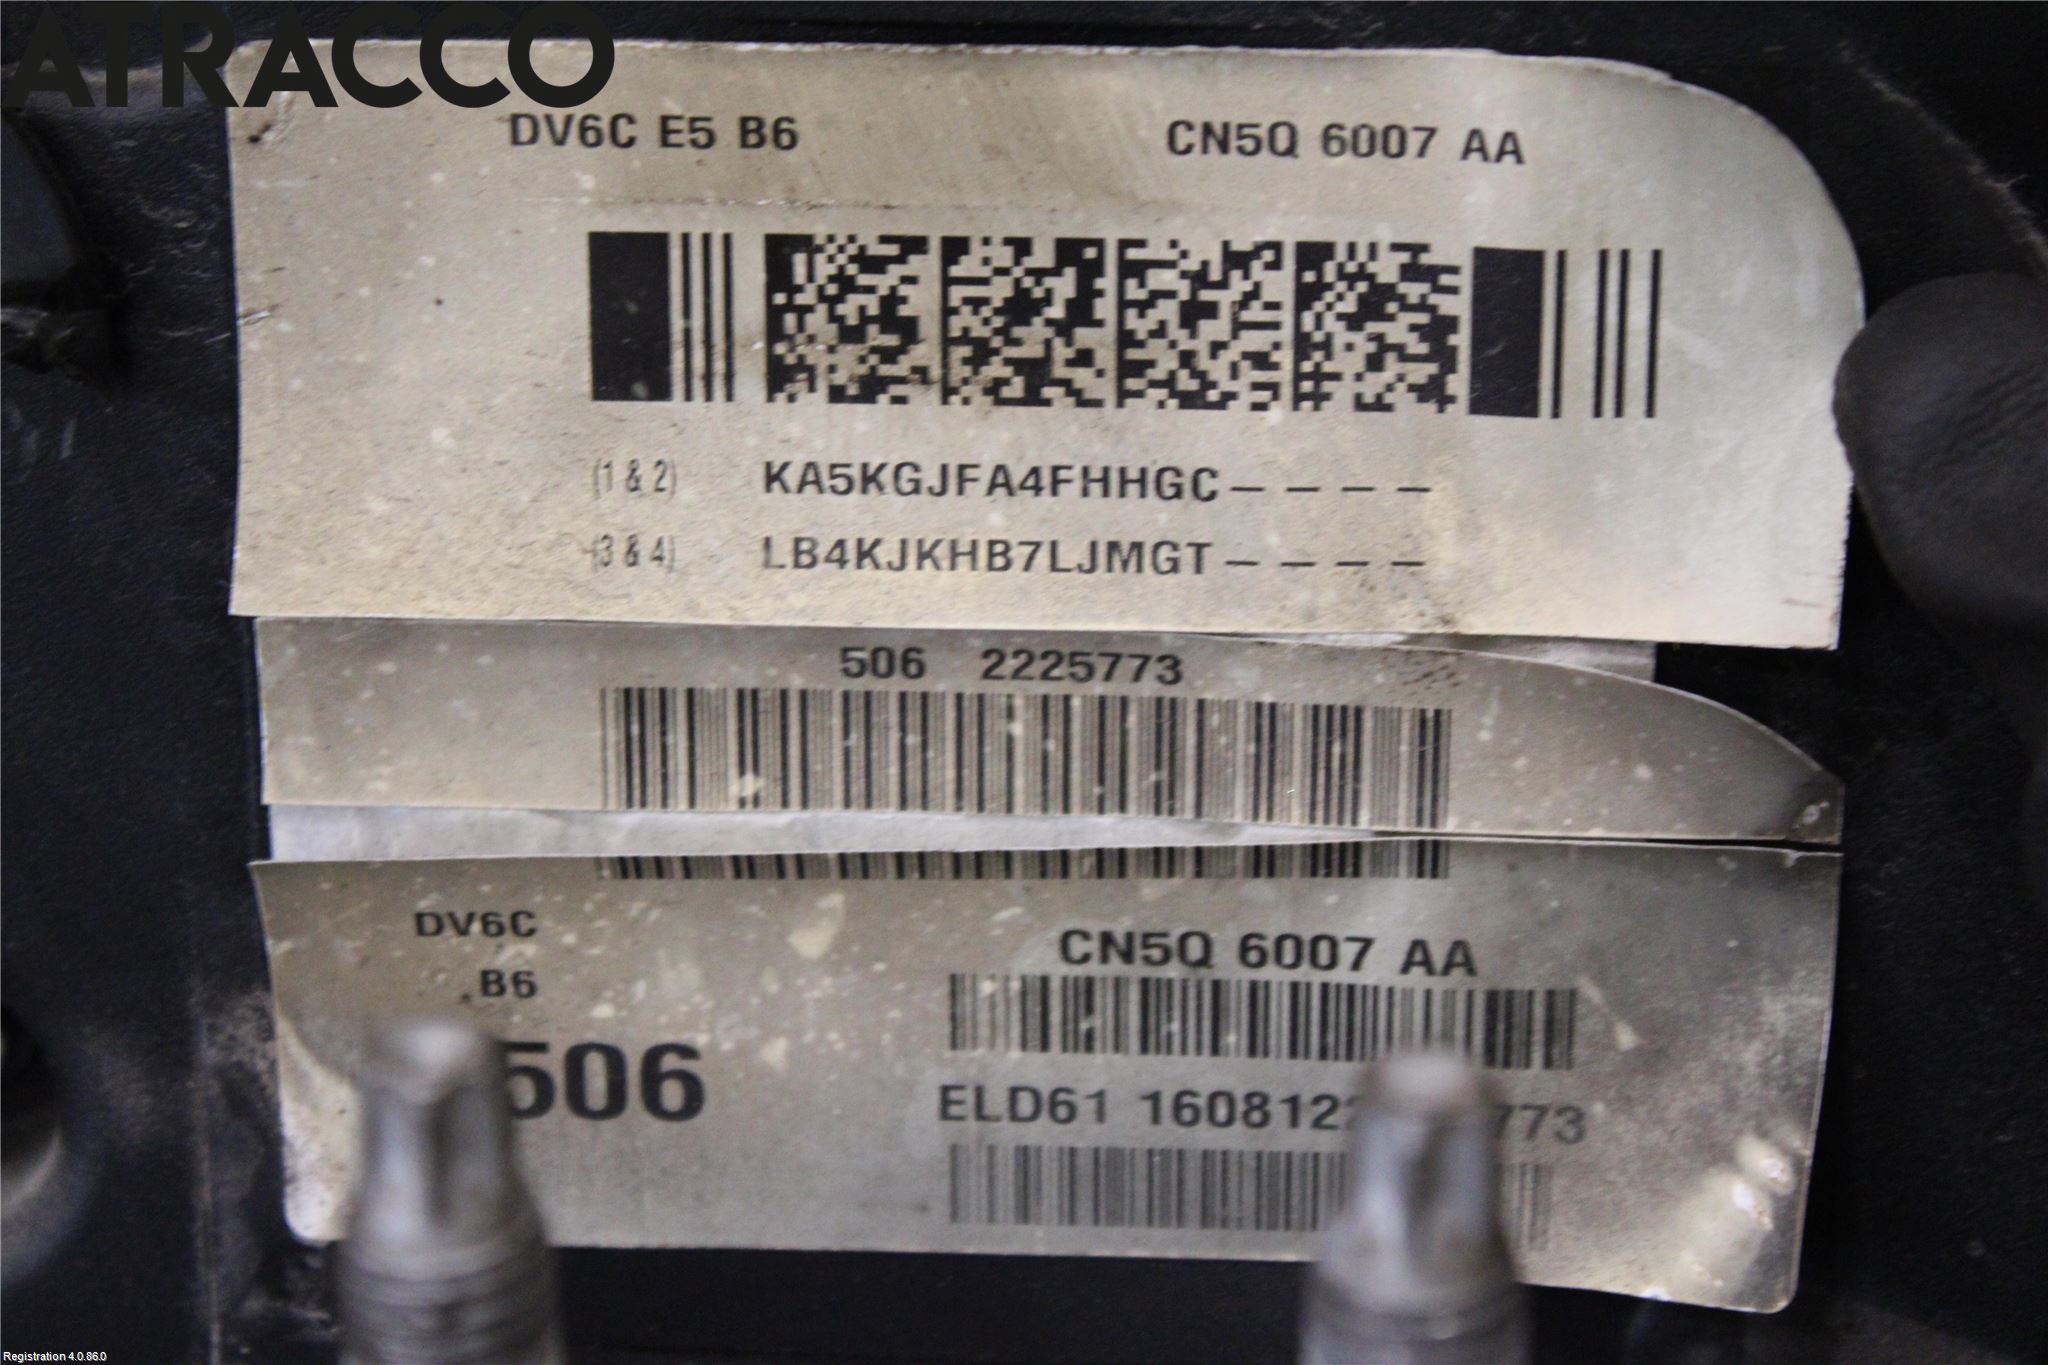 ATRACCO
DV6C E5 B6 CN5Q 6007 AA
(1 & 2) KA5KGJFA4FHHGC----
(3 & 4) LB4KJKHB7LJMGT----
506 2225773
DV6C
B6
CN5Q 6007 AA
506
ELD61
Registration 4.0.86.0